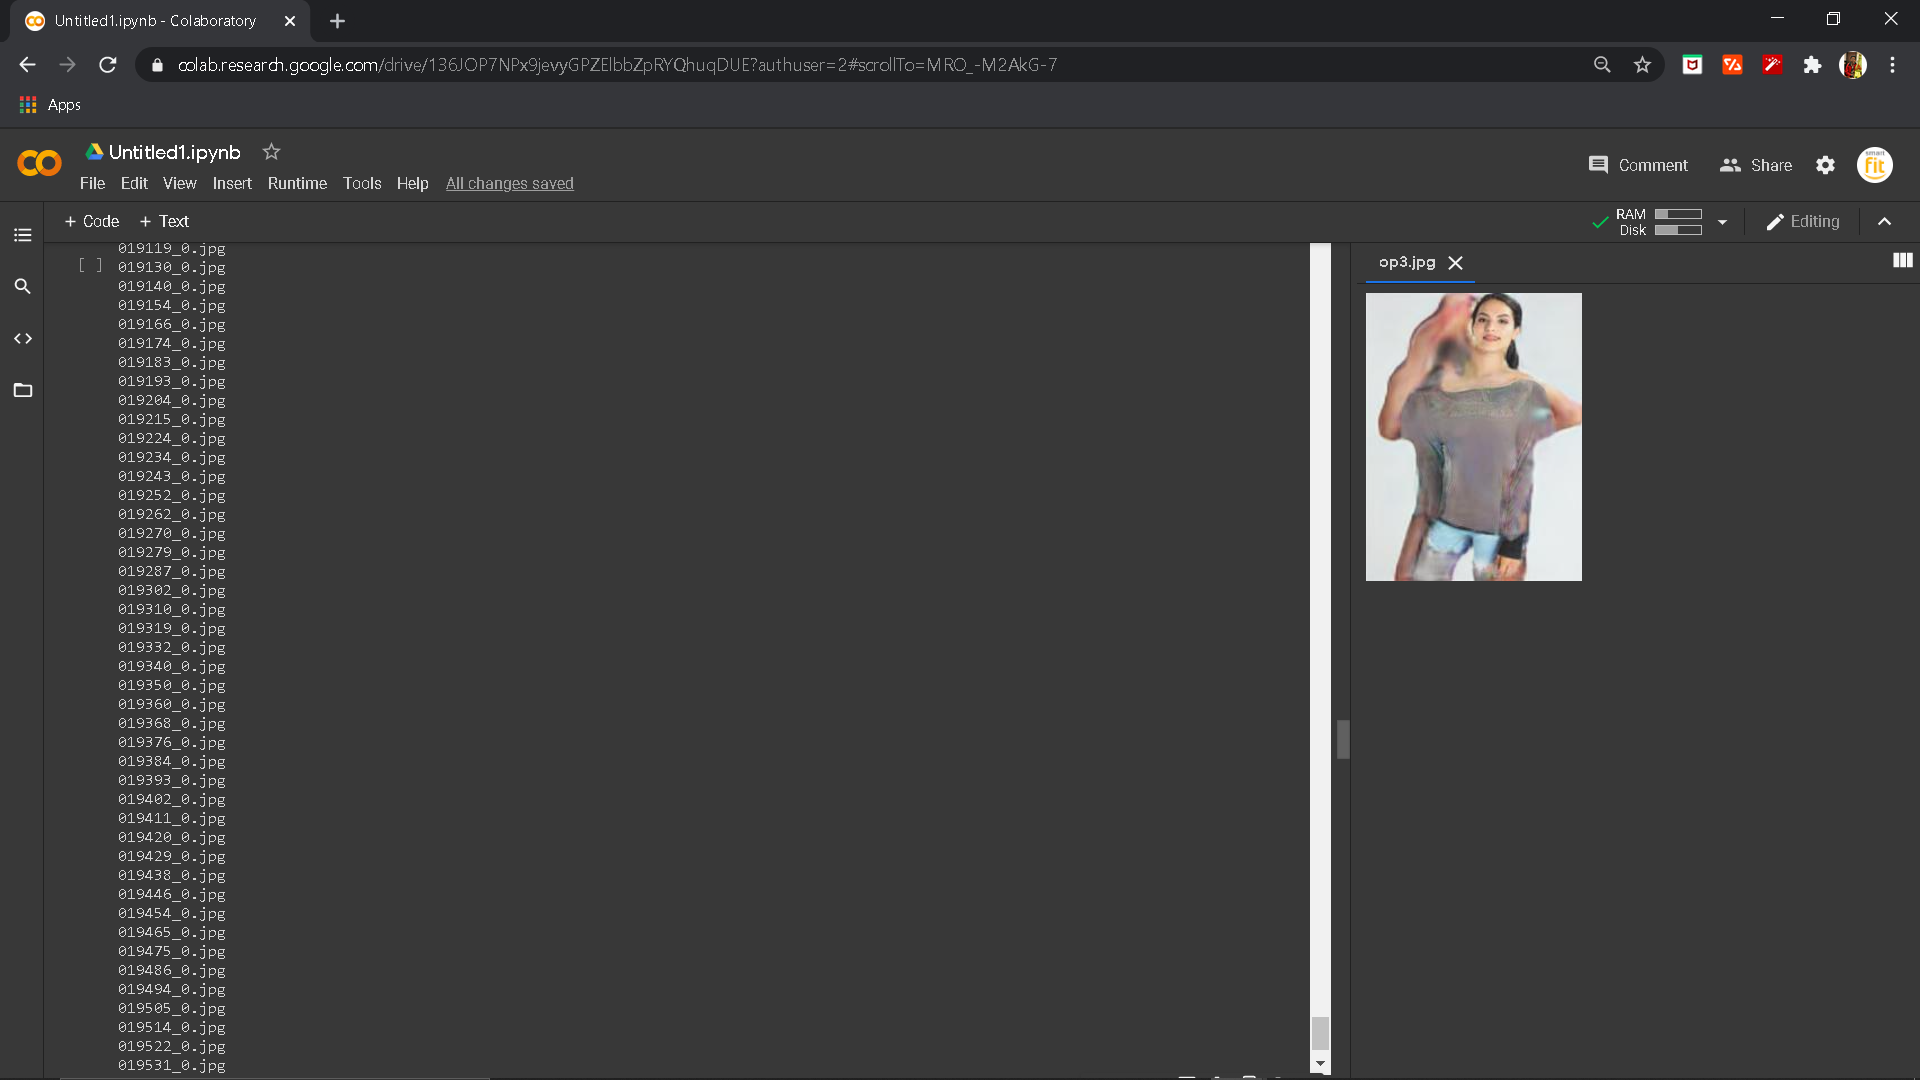 Untitled1.ipynb - Colaboratory
colab.research.google.com/drive/136JOP7NPx9jevyGPZElbbZpRYQhuqDUE?authuser=2#scrollTo=MRO_-M2AkG-7
Apps
Untitled1.ipynb
File Edit View Insert Runtime Tools Help All changes saved
Comment Share
smart fit
+ Code + Text
RAM
Disk
Editing
op3.jpg
019119_0.jpg
[ ] 019130_0.jpg
019140_0.jpg
019154_0.jpg
019166_0.jpg
019174_0.jpg
019183_0.jpg
019193_0.jpg
019204_0.jpg
019215_0.jpg
019224_0.jpg
019234_0.jpg
019243_0.jpg
019252_0.jpg
019262_0.jpg
019270_0.jpg
019279_0.jpg
019287_0.jpg
019302_0.jpg
019310_0.jpg
019319_0.jpg
019332_0.jpg
019340_0.jpg
019350_0.jpg
019360_0.jpg
019368_0.jpg
019376_0.jpg
019384_0.jpg
019393_0.jpg
019402_0.jpg
019411_0.jpg
019420_0.jpg
019429_0.jpg
019438_0.jpg
019446_0.jpg
019454_0.jpg
019465_0.jpg
019475_0.jpg
019486_0.jpg
019494_0.jpg
019505_0.jpg
019514_0.jpg
019522_0.jpg
019531_0.jpg